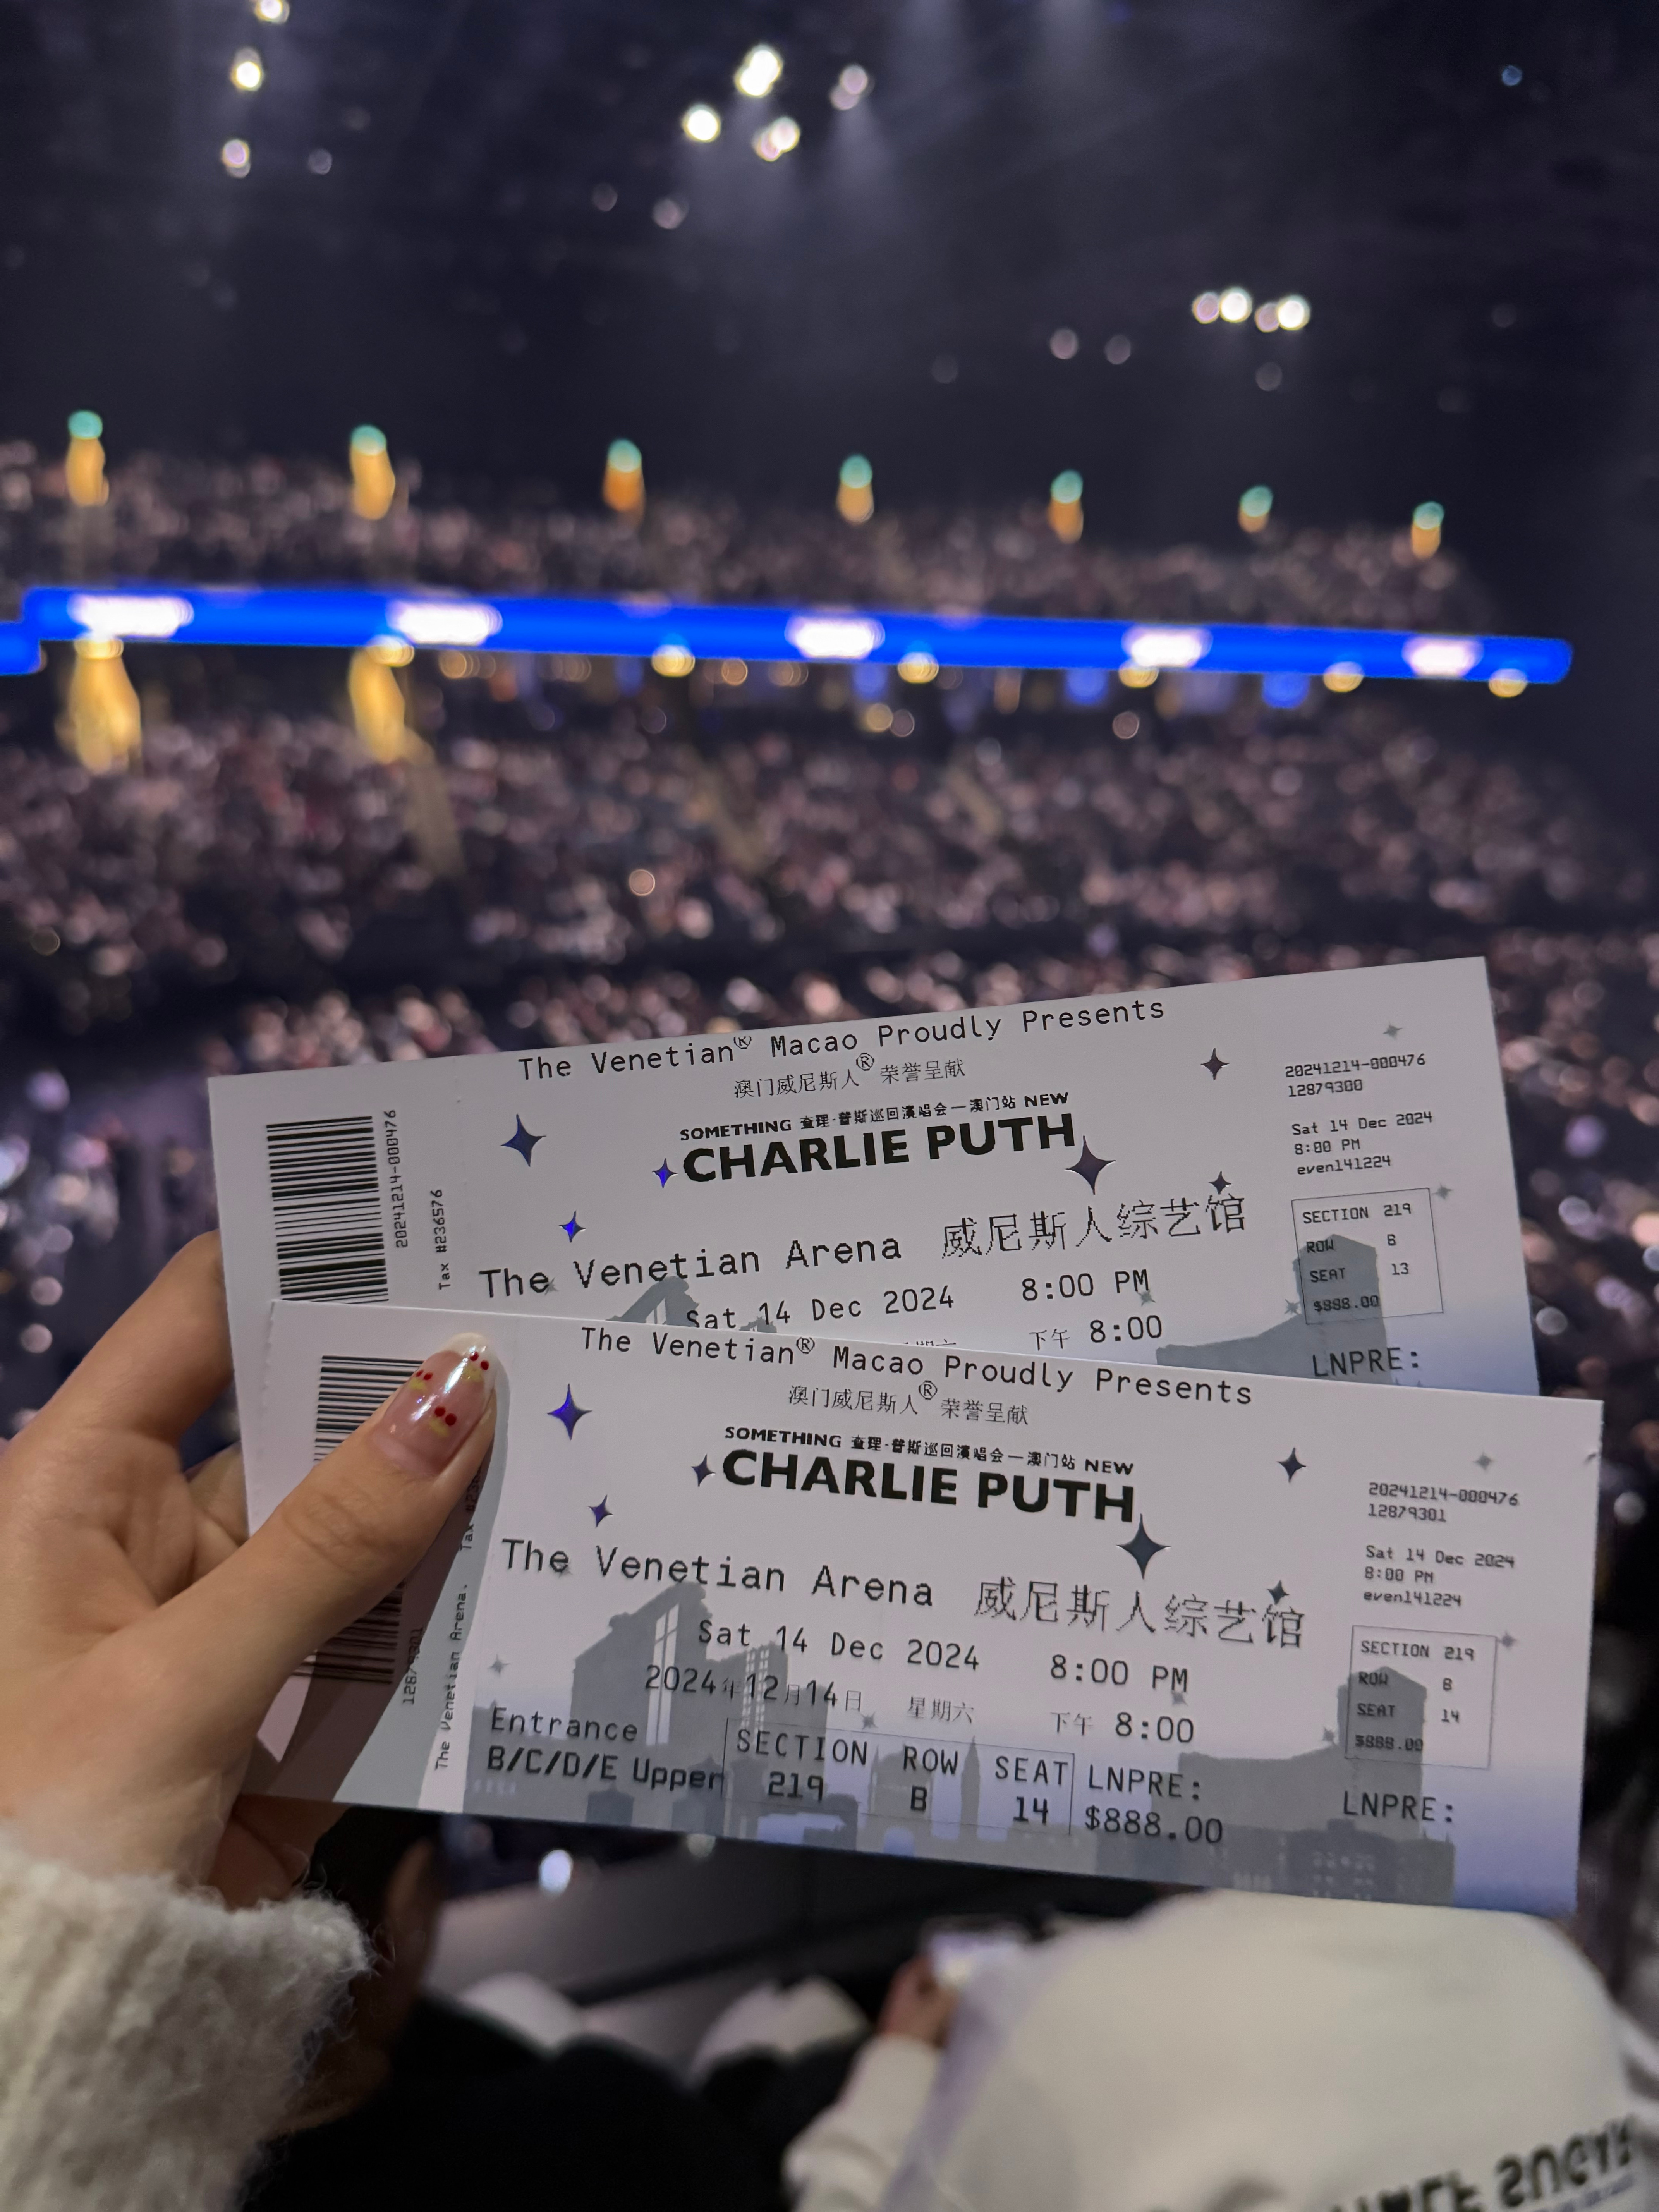 The Venetian® Macao Proudly Presents
澳门威尼斯人® 荣誉呈献
SOMETHING 查理·普斯巡回演唱会—澳门站 NEW
CHARLIE PUTH
The Venetian Arena 威尼斯人综艺馆
Sat 14 Dec 2024 8:00 PM
下午 8:00
20241214-000476
Tax #236576
20241214-000476
12879300
Sat 14 Dec 2024
8:00 PM
even141224
SECTION 219
ROW B
SEAT 13
$888.00
LNPRE:
The Venetian® Macao Proudly Presents
澳门威尼斯人® 荣誉呈献
SOMETHING 查理·普斯巡回演唱会—澳门站 NEW
CHARLIE PUTH
The Venetian Arena 威尼斯人综艺馆
Sat 14 Dec 2024 8:00 PM
2024年12月14日 星期六 下午 8:00
Entrance
B/C/D/E Upper
SECTION ROW SEAT LNPRE:
219 B 14 $888.00
12879301
The Venetian Arena.
Tax
20241214-000476
12879301
Sat 14 Dec 2024
8:00 PM
even141224
SECTION 219
ROW B
SEAT 14
$888.00
LNPRE: